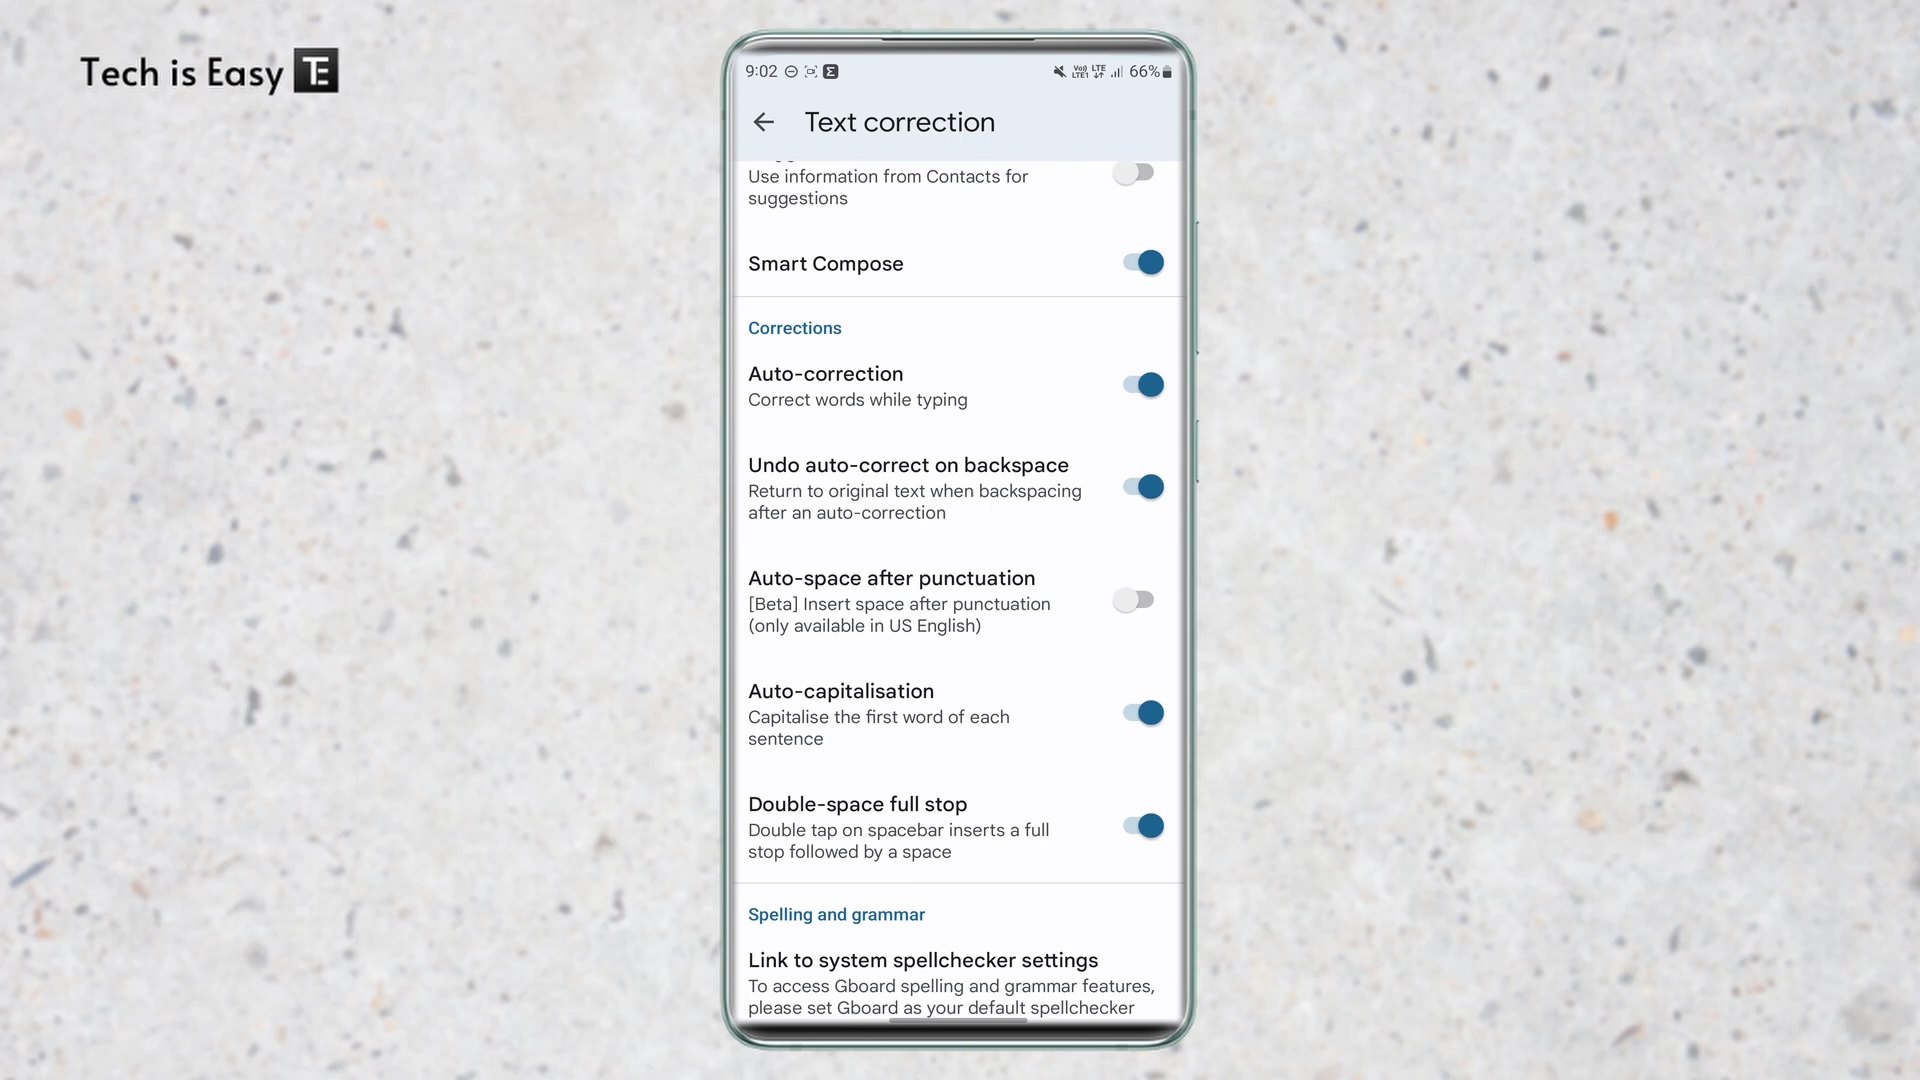 Tech is Easy TE
9:02 66%
Text correction
Use information from Contacts for
suggestions
Smart Compose
Corrections
Auto-correction
Correct words while typing
Undo auto-correct on backspace
Return to original text when backspacing
after an auto-correction
Auto-space after punctuation
[Beta] Insert space after punctuation
(only available in US English)
Auto-capitalisation
Capitalise the first word of each
sentence
Double-space full stop
Double tap on spacebar inserts a full
stop followed by a space
Spelling and grammar
Link to system spellchecker settings
To access Gboard spelling and grammar features,
please set Gboard as your default spellchecker